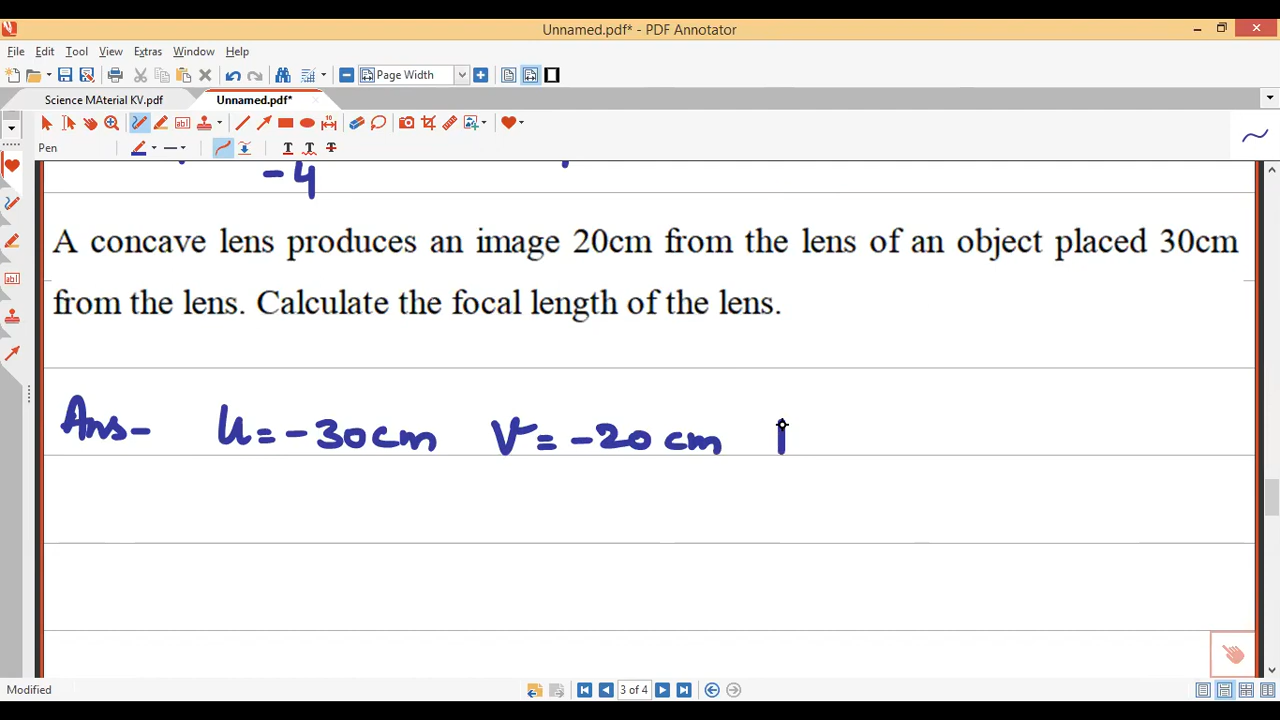 Unnamed.pdf* - PDF Annotator
File Edit Tool View Extras Window Help
Page Width
Science MAterial KV.pdf Unnamed.pdf*
Pen
-4
A concave lens produces an image 20cm from the lens of an object placed 30cm
from the lens. Calculate the focal length of the lens.
Ans- u = -30cm v = -20 cm
Modified
3 of 4